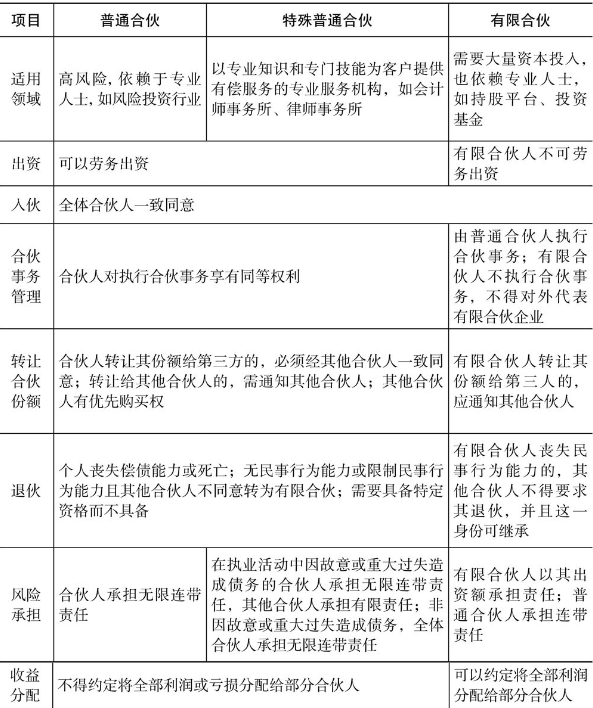 项目 普通合伙 特殊普通合伙 有限合伙
适用
领域
高风险，依赖于专业
人士，如风险投资行业
以专业知识和专门技能为客户提供
有偿服务的专业服务机构，如会计
师事务所、律师事务所
需要大量资本投入，
也依赖专业人士，
如持股平台、投资
基金
出资
可以劳务出资
有限合伙人不可劳
务出资
入伙
全体合伙人一致同意
合伙
事务
管理
合伙人对执行合伙事务享有同等权利
由普通合伙人执行
合伙事务；有限合
伙人不执行合伙事
务，不得对外代表
有限合伙企业
转让
合伙
份额
合伙人转让其份额给第三方的，必须经其他合伙人一致同
意；转让给其他合伙人的，需通知其他合伙人；其他合伙
人有优先购买权
有限合伙人转让其
份额给第三人的，
应通知其他合伙人
退伙
个人丧失偿债能力或死亡；无民事行为能力或限制民事行
为能力且其他合伙人不同意转为有限合伙；需要具备特定
资格而不具备
有限合伙人丧失民
事行为能力的，其
他合伙人不得要求
其退伙，并且这一
身份可继承
风险
承担
合伙人承担无限连带
责任
在执业活动中因故意或重大过失造
成债务的合伙人承担无限连带责
任，其他合伙人承担有限责任；非
因故意或重大过失造成债务，全体
合伙人承担无限连带责任
有限合伙人以其出
资额承担责任；普
通合伙人承担连带
责任
收益
分配
不得约定将全部利润或亏损分配给部分合伙人
可以约定将全部利润
分配给部分合伙人